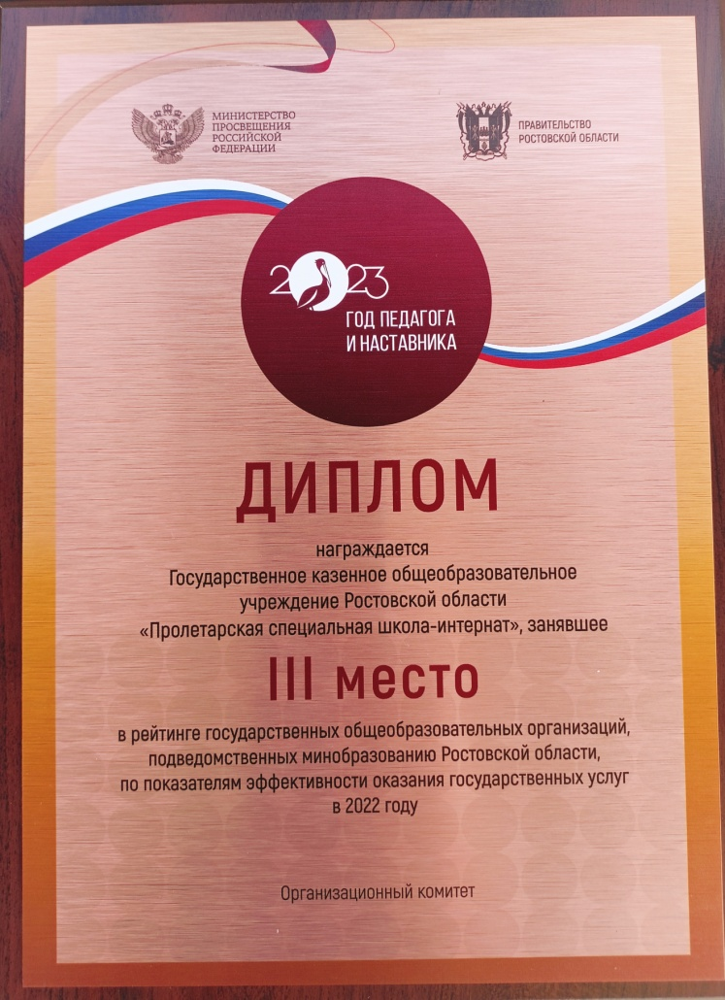 МИНИСТЕРСТВО
ПРОСВЕЩЕНИЯ
РОССИЙСКОЙ
ФЕДЕРАЦИИ
ПРАВИТЕЛЬСТВО
РОСТОВСКОЙ ОБЛАСТИ
2023
ГОД ПЕДАГОГА
И НАСТАВНИКА
ДИПЛОМ
награждается
Государственное казенное общеобразовательное
учреждение Ростовской области
«Пролетарская специальная школа-интернат», занявшее
III место
в рейтинге государственных общеобразовательных организаций,
подведомственных минобразованию Ростовской области,
по показателям эффективности оказания государственных услуг
в 2022 году
Организационный комитет